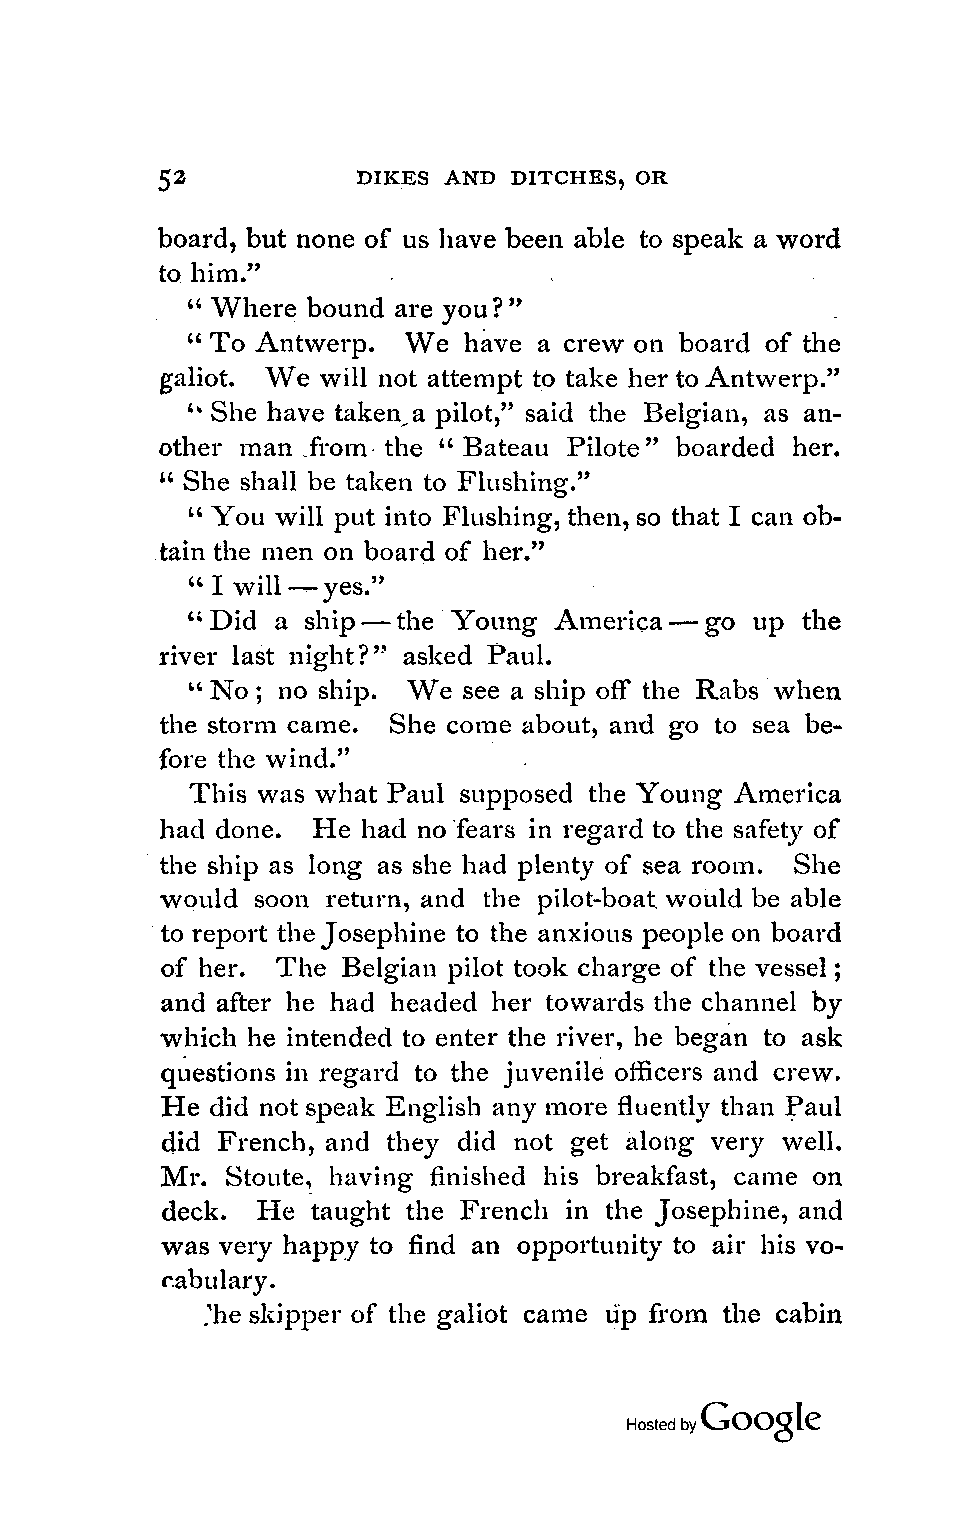 52 DIKES AND DITCHES, OR
board, but none of us have been able to speak a word
to him."
"Where bound are you?"
"To Antwerp. We have a crew on board of the
galiot. We will not attempt to take her to Antwerp."
"She have taken a pilot," said the Belgian, as an-
other man from the "Bateau Pilote" boarded her.
"She shall be taken to Flushing."
"You will put into Flushing, then, so that I can ob-
tain the men on board of her."
"I will — yes."
"Did a ship — the Young America — go up the
river last night?" asked Paul.
"No; no ship. We see a ship off the Rabs when
the storm came. She come about, and go to sea be-
fore the wind."
This was what Paul supposed the Young America
had done. He had no fears in regard to the safety of
the ship as long as she had plenty of sea room. She
would soon return, and the pilot-boat would be able
to report the Josephine to the anxious people on board
of her. The Belgian pilot took charge of the vessel;
and after he had headed her towards the channel by
which he intended to enter the river, he began to ask
questions in regard to the juvenile officers and crew.
He did not speak English any more fluently than Paul
did French, and they did not get along very well.
Mr. Stoute, having finished his breakfast, came on
deck. He taught the French in the Josephine, and
was very happy to find an opportunity to air his vo-
cabulary.
The skipper of the galiot came up from the cabin
Hosted by Google